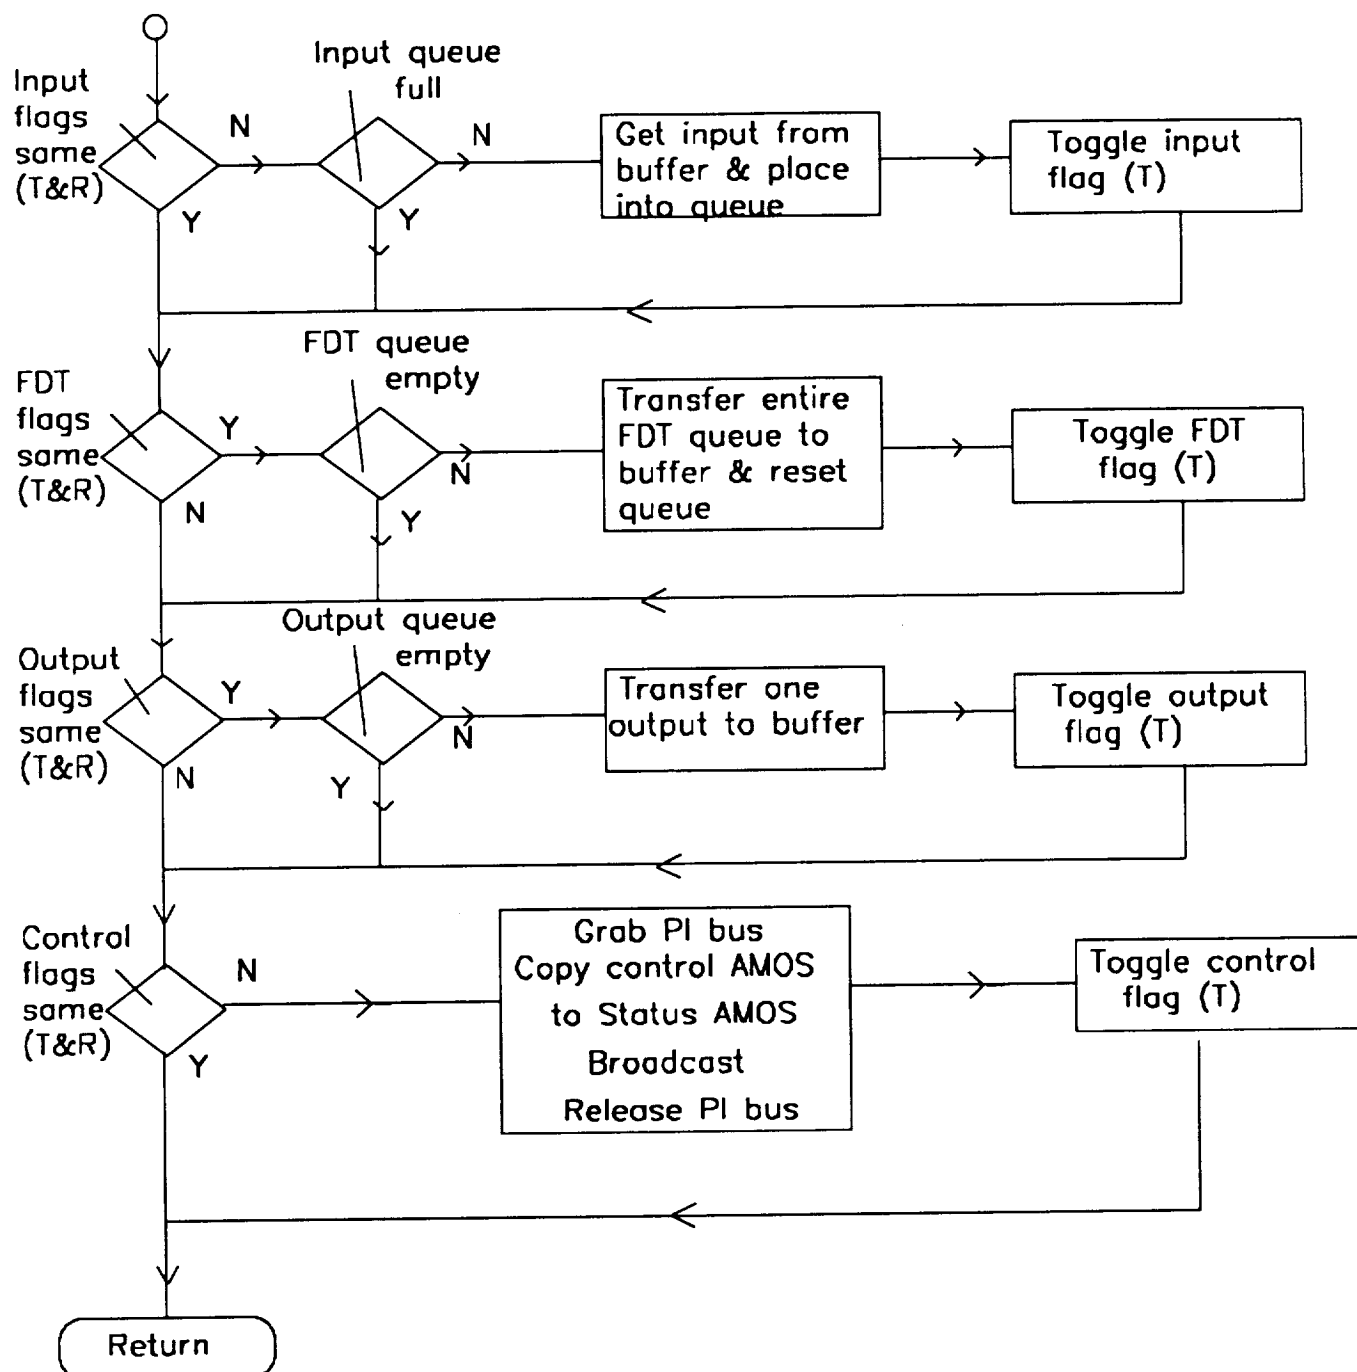 Input
flags
same
(T&R)
N
Y
Input queue
full
N
Y
Get input from
buffer & place
into queue
Toggle input
flag (T)
FDT
flags
same
(T&R)
Y
N
FDT queue
empty
N
Y
Transfer entire
FDT queue to
buffer & reset
queue
Toggle FDT
flag (T)
Output
flags
same
(T&R)
Y
N
Output queue
empty
N
Y
Transfer one
output to buffer
Toggle output
flag (T)
Control
flags
same
(T&R)
N
Y
Grab PI bus
Copy control AMOS
to Status AMOS
Broadcast
Release PI bus
Toggle control
flag (T)
Return